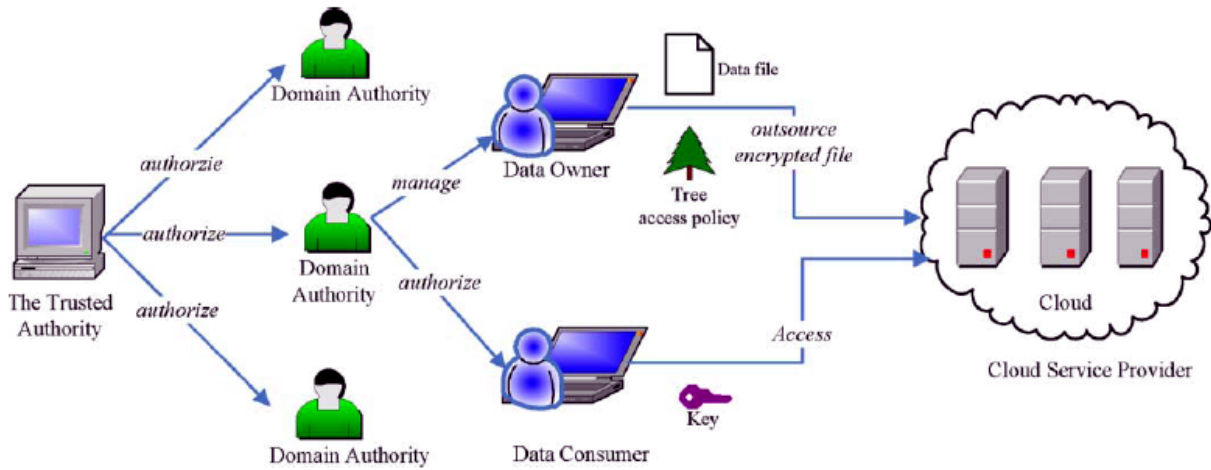 Domain Authority
authorzie
authorize
authorize
The Trusted
Authority
Domain
Authority
Domain Authority
manage
authorize
Data Owner
Data file
Tree
access policy
outsource
encrypted file
Data Consumer
Key
Access
Cloud
Cloud Service Provider